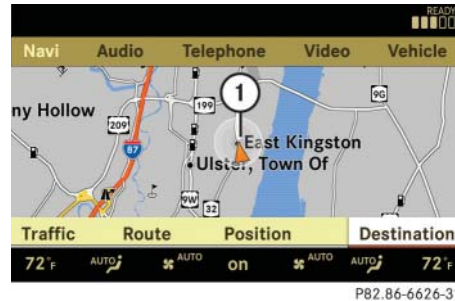 READY
Navi Audio Telephone Video Vehicle
9G
ny Hollow
199
1
209
East Kingston
87
Ulster, Town Of
9W
32
Traffic Route Position Destination
72°F AUTO AUTO on AUTO AUTO 72°F
P82.86-6626-31